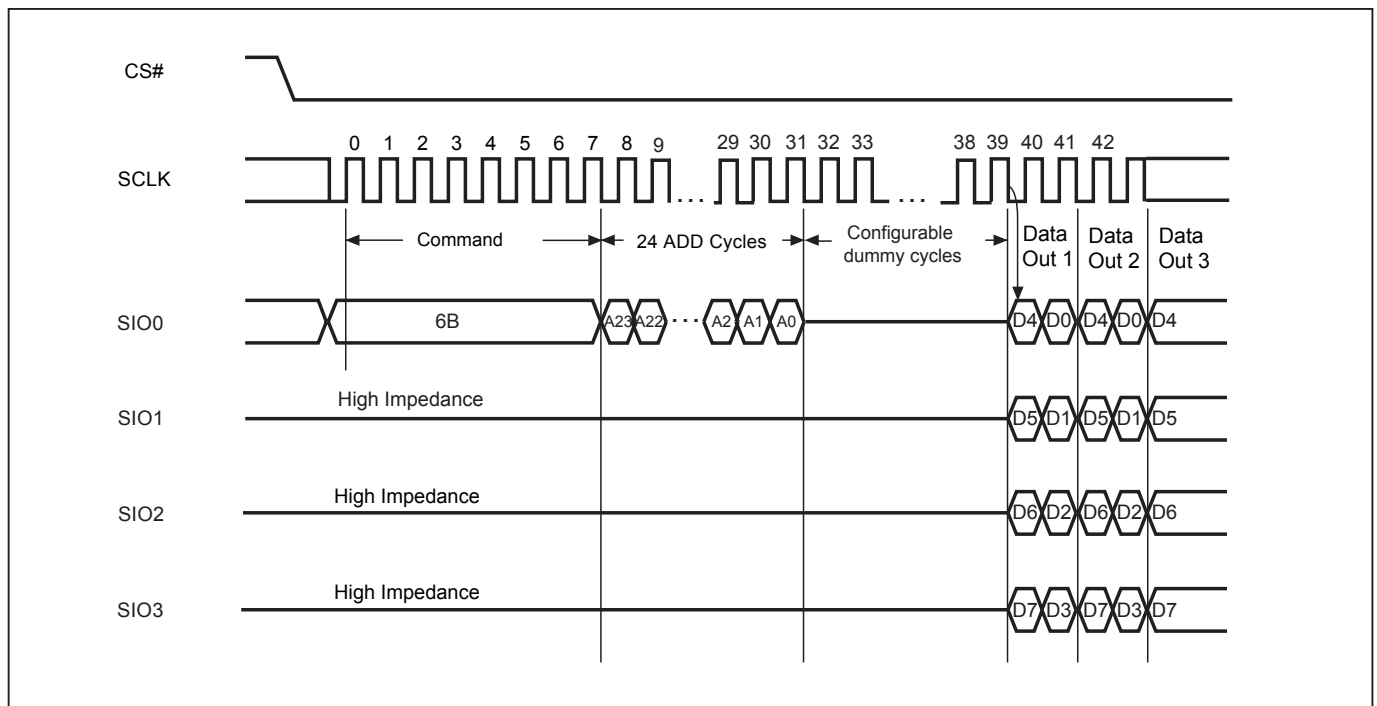 CS#
0 1 2 3 4 5 6 7 8 9 29 30 31 32 33 38 39 40 41 42
SCLK
· · · · · ·
Command 24 ADD Cycles Configurable dummy cycles Data Out 1 Data Out 2 Data Out 3
SIO0 6B A23 A22 · · · A2 A1 A0 D4 D0 D4 D0 D4
High Impedance
SIO1 D5 D1 D5 D1 D5
High Impedance
SIO2 D6 D2 D6 D2 D6
High Impedance
SIO3 D7 D3 D7 D3 D7